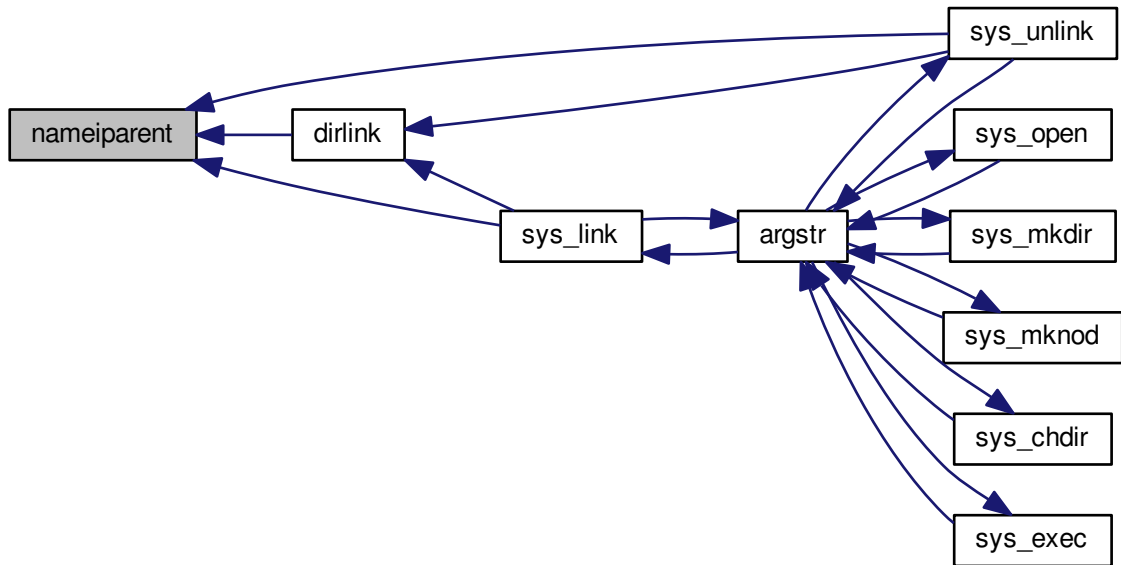 sys_unlink
nameiparent
dirlink
sys_open
sys_link
argstr
sys_mkdir
sys_mknod
sys_chdir
sys_exec